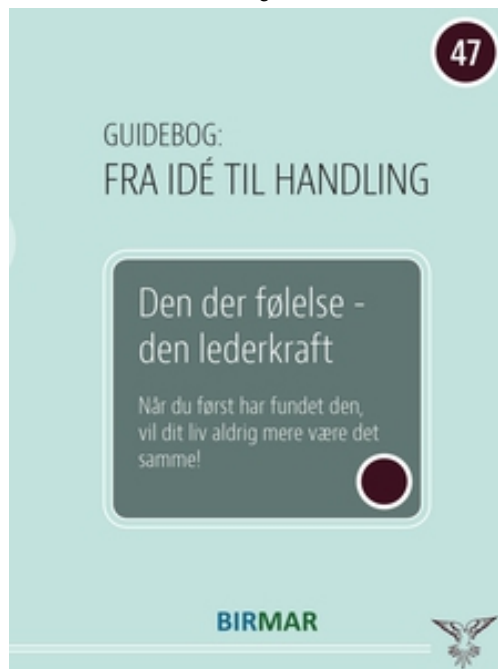 47
GUIDEBOG:
FRA IDÉ TIL HANDLING
Den der følelse -
den lederkraft
Når du først har fundet den,
vil dit liv aldrig mere være det
samme!
BIRMAR